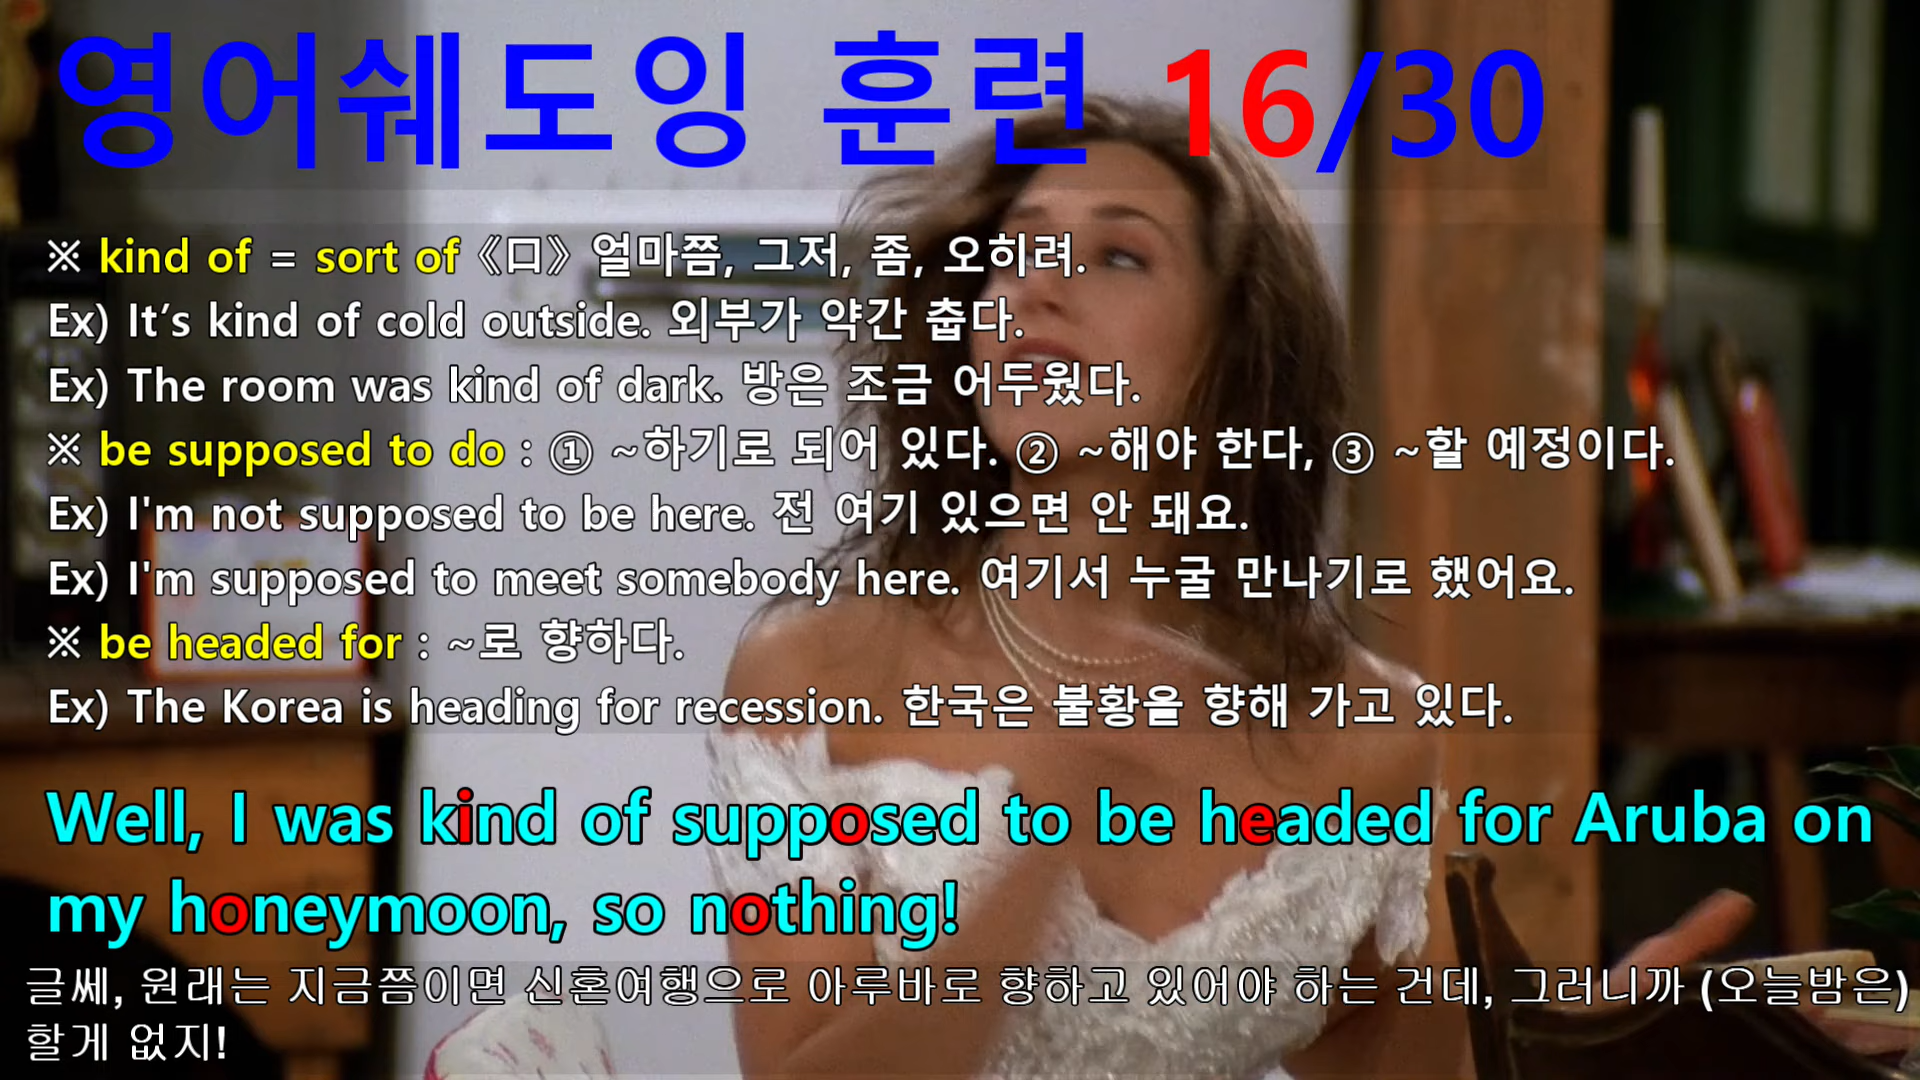 영어쉐도잉 훈련 16/30
※ kind of = sort of《口》얼마쯤, 그저, 좀, 오히려.
Ex) It’s kind of cold outside. 외부가 약간 춥다.
Ex) The room was kind of dark. 방은 조금 어두웠다.
※ be supposed to do : ① ~하기로 되어 있다. ② ~해야 한다, ③ ~할 예정이다.
Ex) I'm not supposed to be here. 전 여기 있으면 안 돼요.
Ex) I'm supposed to meet somebody here. 여기서 누굴 만나기로 했어요.
※ be headed for : ~로 향하다.
Ex) The Korea is heading for recession. 한국은 불황을 향해 가고 있다.
Well, I was kind of supposed to be headed for Aruba on
my honeymoon, so nothing!
글쎄, 원래는 지금쯤이면 신혼여행으로 아루바로 향하고 있어야 하는 건데, 그러니까 (오늘밤은)
할게 없지!